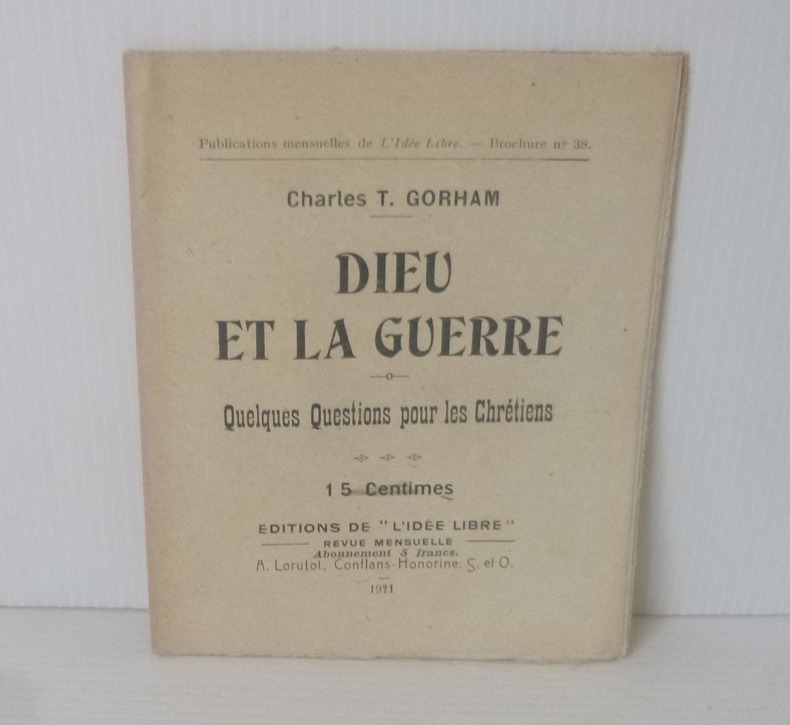 Publications mensuelles de L'Idée Libre. — Brochure nº 38.
Charles T. GORHAM
DIEU
ET LA GUERRE
Quelques Questions pour les Chrétiens
15 Centimes
EDITIONS DE "L'IDÉE LIBRE"
REVUE MENSUELLE
Abonnement 5 francs.
A. Lorulot, Conflans-Honorine, S. et O.
1921